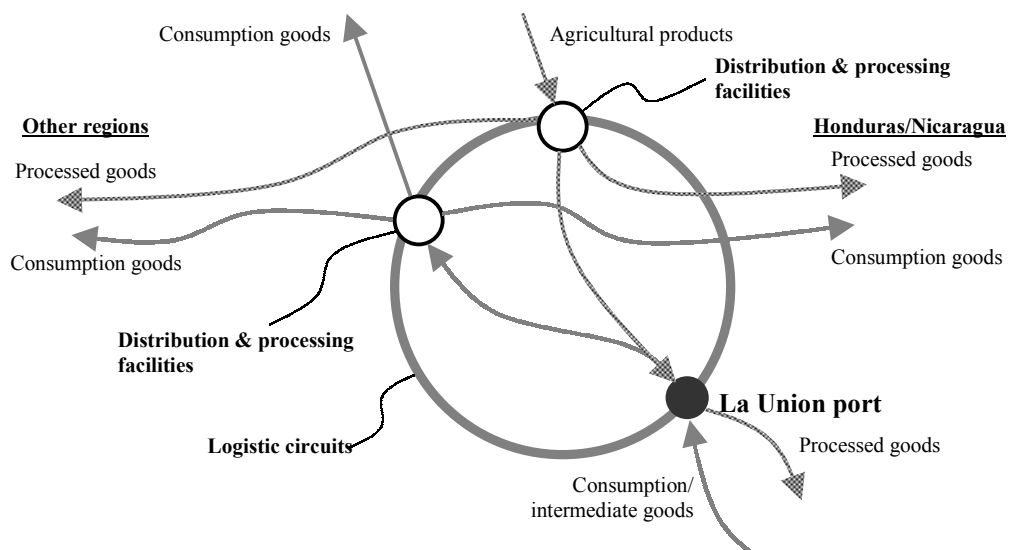 Consumption goods
Agricultural products
Distribution & processing
facilities
Other regions
Honduras/Nicaragua
Processed goods
Processed goods
Consumption goods
Consumption goods
Distribution & processing
facilities
La Union port
Logistic circuits
Processed goods
Consumption/
intermediate goods